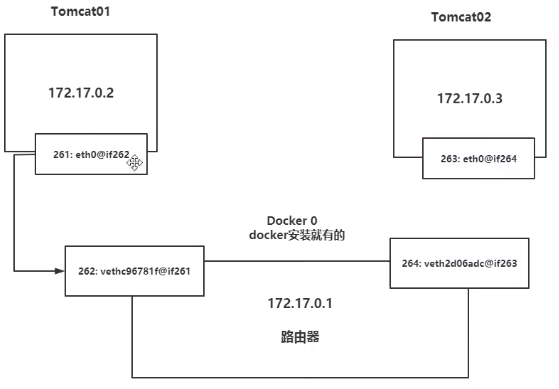 Tomcat01
Tomcat02
172.17.0.2
172.17.0.3
261: eth0@if262
263: eth0@if264
Docker 0
docker安装就有的
262: vethc96781f@if261
264: veth2d06adc@if263
172.17.0.1
路由器